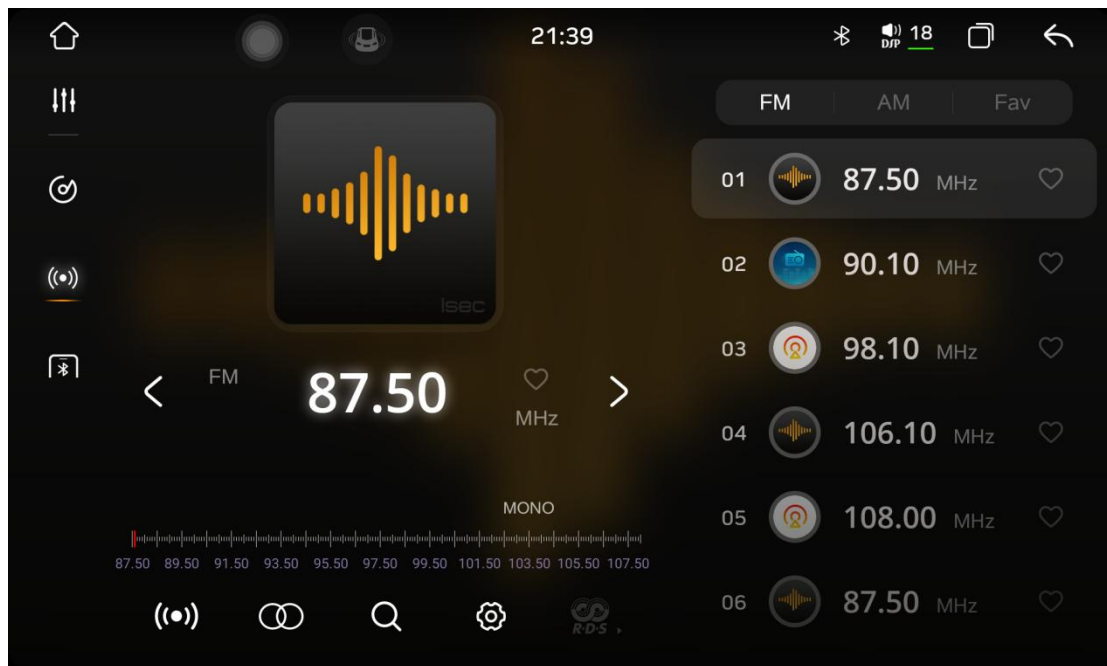 21:39
DSP 18
FM AM Fav
01 87.50 MHz
02 90.10 MHz
03 98.10 MHz
04 106.10 MHz
05 108.00 MHz
06 87.50 MHz
lsec
FM 87.50 MHz
MONO
87.50 89.50 91.50 93.50 95.50 97.50 99.50 101.50 103.50 105.50 107.50
R·D·S